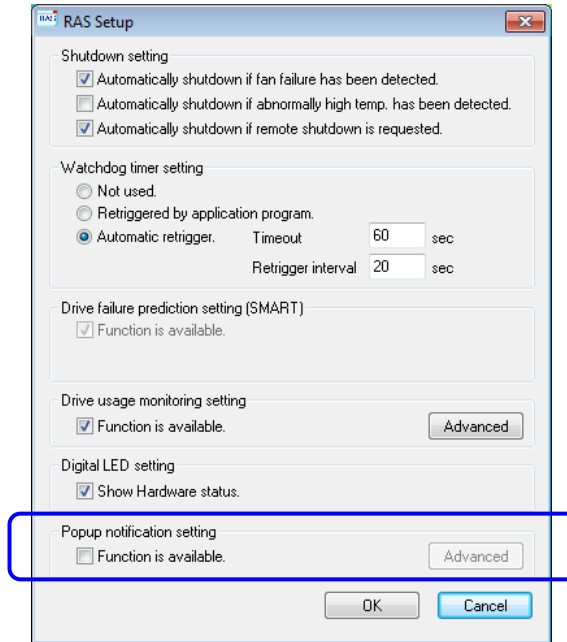 RAS RAS Setup
Shutdown setting
Automatically shutdown if fan failure has been detected.
Automatically shutdown if abnormally high temp. has been detected.
Automatically shutdown if remote shutdown is requested.
Watchdog timer setting
Not used.
Retriggered by application program.
Automatic retrigger. Timeout 60 sec
Retrigger interval 20 sec
Drive failure prediction setting (SMART)
Function is available.
Drive usage monitoring setting
Function is available. Advanced
Digital LED setting
Show Hardware status.
Popup notification setting
Function is available. Advanced
OK Cancel